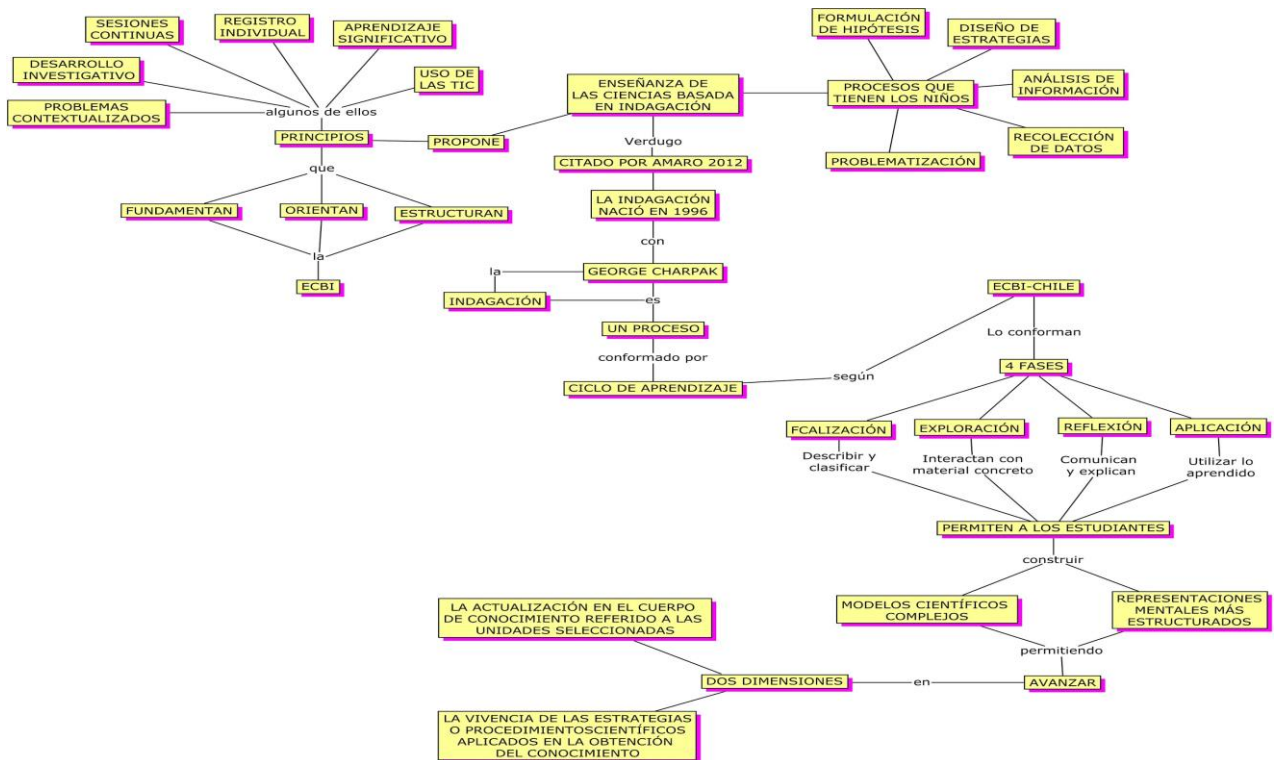 SESIONES
CONTINUAS
REGISTRO
INDIVIDUAL
APRENDIZAJE
SIGNIFICATIVO
DESARROLLO
INVESTIGATIVO
USO DE
LAS TIC
PROBLEMAS
CONTEXTUALIZADOS
algunos de ellos
PRINCIPIOS
PROPONE
que
FUNDAMENTAN
ORIENTAN
ESTRUCTURAN
la
ECBI
ENSEÑANZA DE
LAS CIENCIAS BASADA
EN INDAGACIÓN
FORMULACIÓN
DE HIPÓTESIS
DISEÑO DE
ESTRATEGIAS
PROCESOS QUE
TIENEN LOS NIÑOS
ANÁLISIS DE
INFORMACIÓN
RECOLECCIÓN
DE DATOS
PROBLEMATIZACIÓN
Verdugo
CITADO POR AMARO 2012
LA INDAGACIÓN
NACIÓ EN 1996
con
GEORGE CHARPAK
la
INDAGACIÓN
es
UN PROCESO
conformado por
CICLO DE APRENDIZAJE
según
ECBI-CHILE
Lo conforman
4 FASES
FCALIZACIÓN
EXPLORACIÓN
REFLEXIÓN
APLICACIÓN
Describir y
clasificar
Interactan con
material concreto
Comunican
y explican
Utilizar lo
aprendido
PERMITEN A LOS ESTUDIANTES
construir
MODELOS CIENTÍFICOS
COMPLEJOS
REPRESENTACIONES
MENTALES MÁS
ESTRUCTURADOS
permitiendo
AVANZAR
en
DOS DIMENSIONES
LA ACTUALIZACIÓN EN EL CUERPO
DE CONOCIMIENTO REFERIDO A LAS
UNIDADES SELECCIONADAS
LA VIVENCIA DE LAS ESTRATEGIAS
O PROCEDIMIENTOSCIENTÍFICOS
APLICADOS EN LA OBTENCIÓN
DEL CONOCIMIENTO